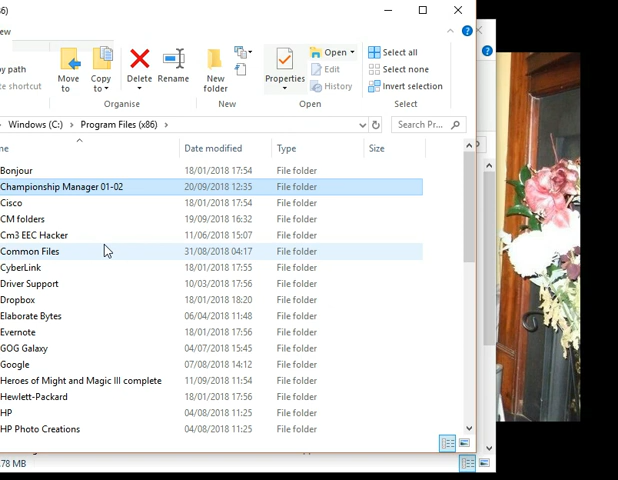 6)
ew
y path
e shortcut
Move to
Copy to
Delete
Rename
New folder
Properties
Open
Edit
History
Select all
Select none
Invert selection
Organise
New
Open
Select
Windows (C:) > Program Files (x86) >
Search Pr...
me Date modified Type Size
Bonjour 18/01/2018 17:54 File folder
Championship Manager 01-02 20/09/2018 12:35 File folder
Cisco 18/01/2018 17:54 File folder
CM folders 19/09/2018 16:32 File folder
Cm3 EEC Hacker 11/06/2018 15:07 File folder
Common Files 31/08/2018 04:17 File folder
CyberLink 18/01/2018 17:55 File folder
Driver Support 10/03/2018 17:56 File folder
Dropbox 18/01/2018 18:20 File folder
Elaborate Bytes 06/04/2018 11:48 File folder
Evernote 18/01/2018 17:56 File folder
GOG Galaxy 04/07/2018 15:45 File folder
Google 07/08/2018 14:12 File folder
Heroes of Might and Magic III complete 11/09/2018 11:54 File folder
Hewlett-Packard 18/01/2018 17:56 File folder
HP 04/08/2018 11:25 File folder
HP Photo Creations 04/08/2018 11:25 File folder
.78 MB